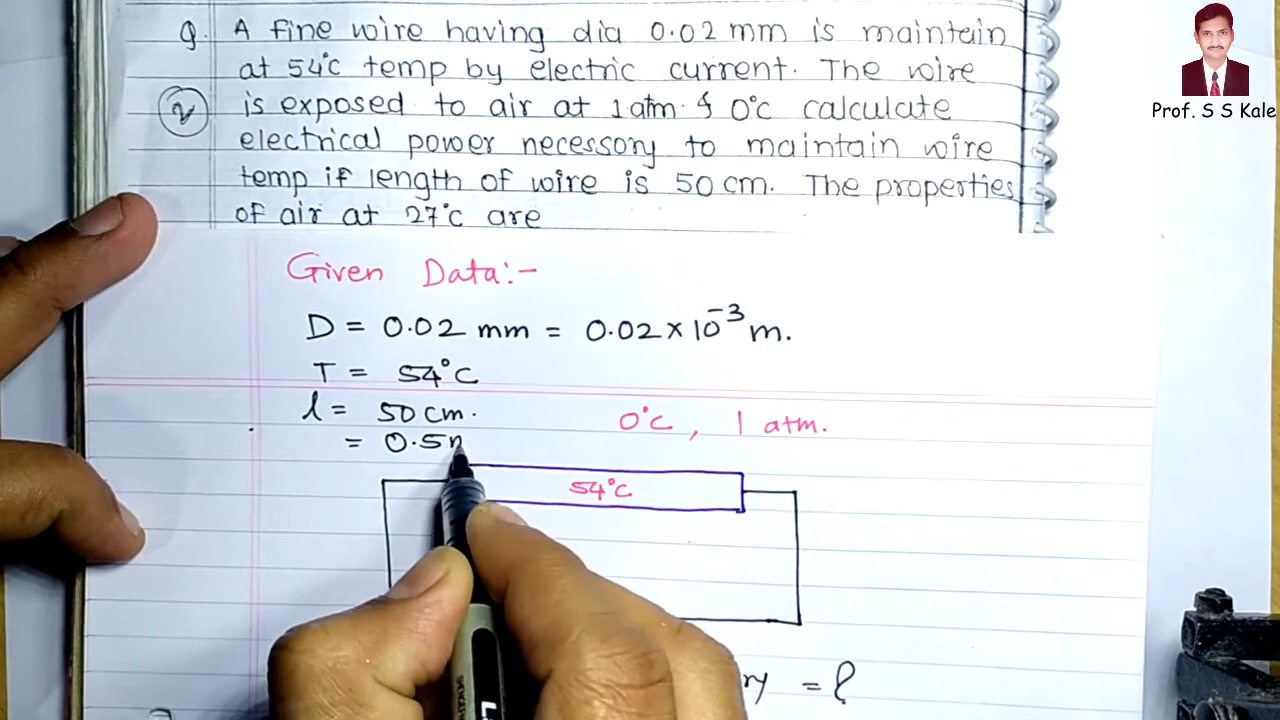 Q. A fine wire having dia 0.02 mm is maintain
at 54°c temp by electric current. The wire
is exposed to air at 1 atm & 0°c calculate
electrical power necessory to maintain wire
temp if length of wire is 50 cm. The properties
of air at 27°c are
Prof. S S Kale
Given Data:-
D = 0.02 mm = 0.02 × 10⁻³ m.
T = 54°C
l = 50 cm.
= 0.5
0°C, 1 atm.
54°C